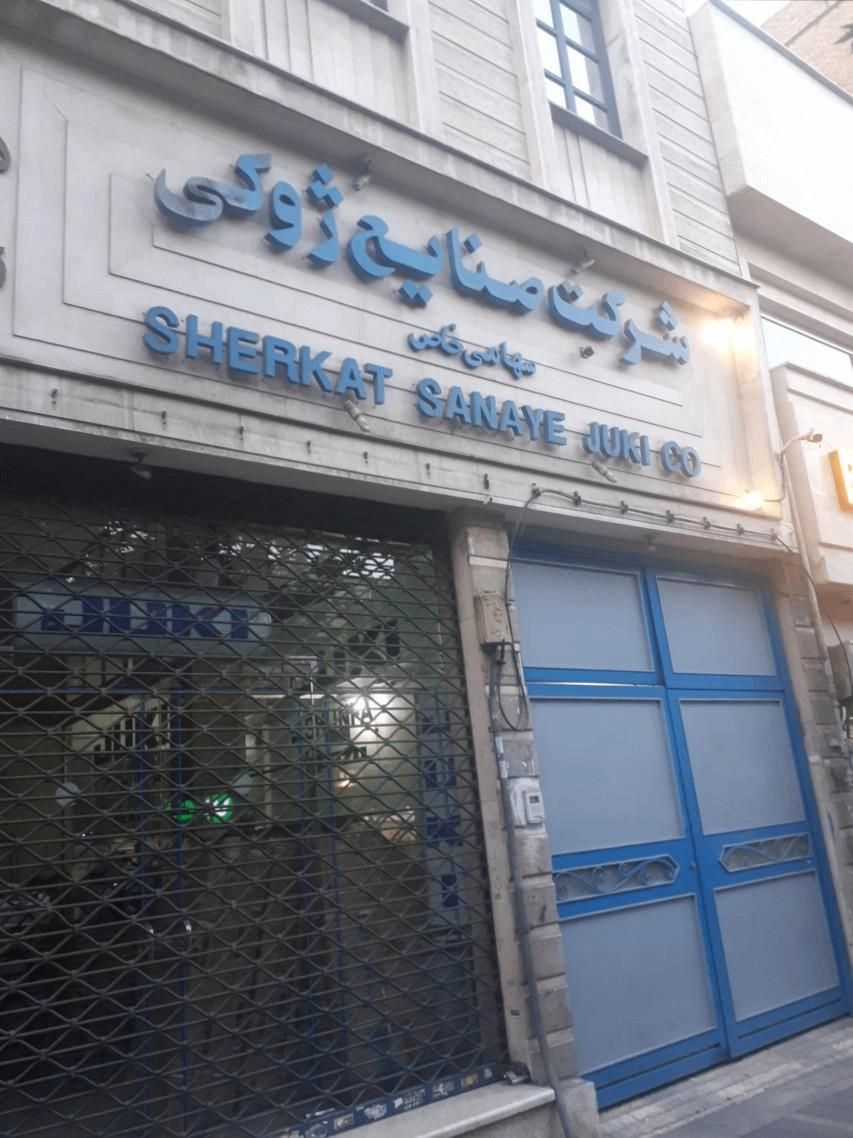 شرکت صنایع ژوکی
سهامی خاص
SHERKAT SANAYE JUKI CO
JUKI